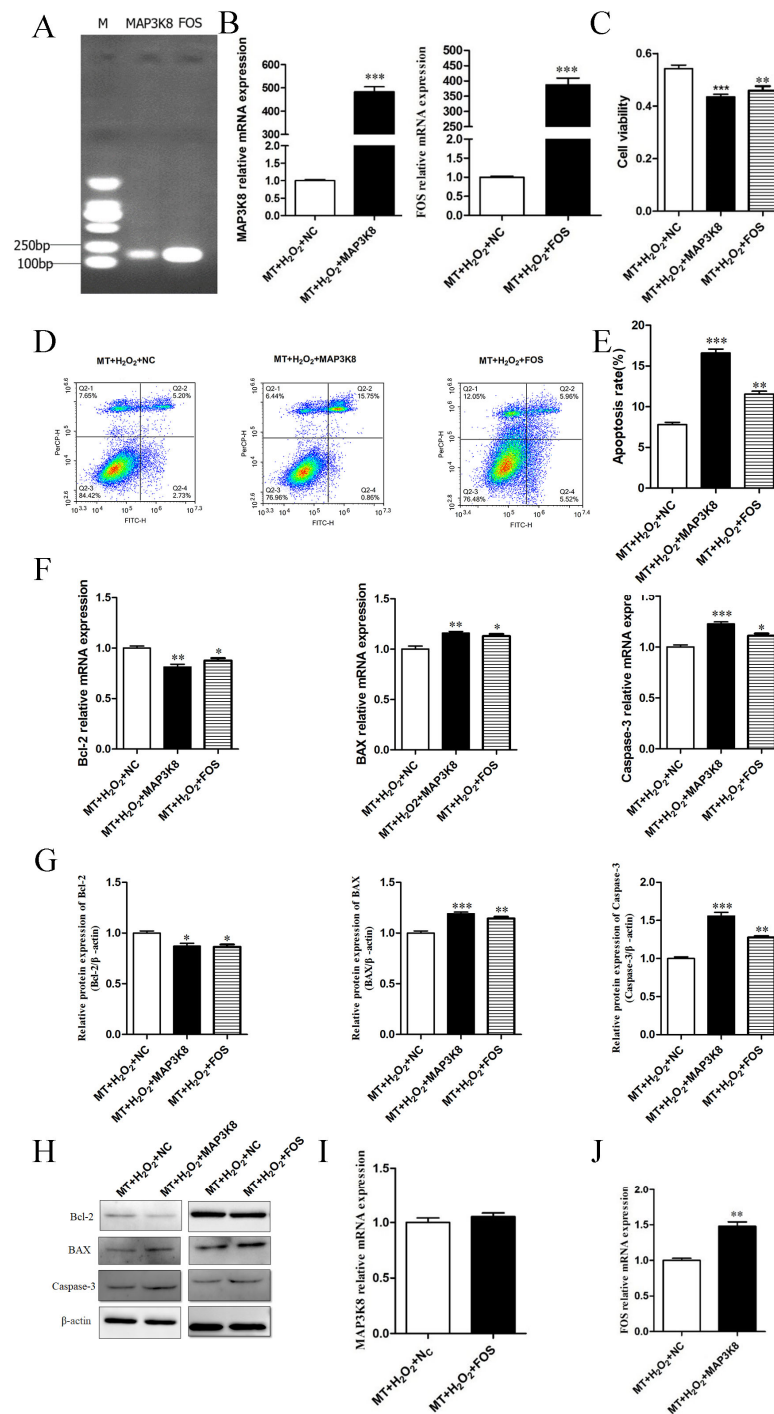 A
M MAP3K8 FOS
250bp
100bp
B
MAP3K8 relative mRNA expression
600
500
400
300
200
100
2.0
1.5
1.0
0.5
0.0
MT+H₂O₂+NC
MT+H₂O₂+MAP3K8
FOS relative mRNA expression
500
450
400
350
300
250
2.0
1.5
1.0
0.5
0.0
***
***
MT+H₂O₂+NC
MT+H₂O₂+FOS
C
Cell viability
0.6
0.4
0.2
0.0
***
**
MT+H₂O₂+NC
MT+H₂O₂+MAP3K8
MT+H₂O₂+FOS
D
MT+H₂O₂+NC
Q2-1
7.65%
Q2-2
5.20%
Q2-3
84.42%
Q2-4
2.73%
PerCP-H
FITC-H
MT+H₂O₂+MAP3K8
Q2-1
6.44%
Q2-2
15.75%
Q2-3
76.96%
Q2-4
0.86%
PerCP-H
FITC-H
MT+H₂O₂+FOS
Q2-1
12.05%
Q2-2
5.96%
Q2-3
76.48%
Q2-4
5.52%
PerCP-H
FITC-H
E
Apoptosis rate(%)
20
15
10
5
0
***
**
MT+H₂O₂+NC
MT+H₂O₂+MAP3K8
MT+H₂O₂+FOS
F
Bcl-2 relative mRNA expression
1.5
1.0
0.5
0.0
**
*
MT+H₂O₂+NC
MT+H₂O₂+MAP3K8
MT+H₂O₂+FOS
BAX relative mRNA expression
1.5
1.0
0.5
0.0
**
*
MT+H₂O₂+NC
MT+H₂O2+MAP3K8
MT+H₂O₂+FOS
Caspase-3 relative mRNA expre
1.5
1.0
0.5
0.0
***
*
MT+H₂O₂+NC
MT+H₂O₂+MAP3K8
MT+H₂O₂+FOS
G
Relative protein expression of Bcl-2
(Bcl-2/β -actin)
1.5
1.0
0.5
0.0
*
*
MT+H₂O₂+NC
MT+H₂O₂+MAP3K8
MT+H₂O₂+FOS
Relative protein expression of BAX
(BAX/β -actin)
1.5
1.0
0.5
0.0
***
**
MT+H₂O₂+NC
MT+H₂O₂+MAP3K8
MT+H₂O₂+FOS
Relative protein expression of Caspase-3
(Caspase-3/β -actin)
2.0
1.5
1.0
0.5
0.0
***
**
MT+H₂O₂+NC
MT+H₂O₂+MAP3K8
MT+H₂O₂+FOS
H
MT+H₂O₂+NC
MT+H₂O₂+MAP3K8
MT+H₂O₂+NC
MT+H₂O₂+FOS
Bcl-2
BAX
Caspase-3
β-actin
I
MAP3K8 relative mRNA expression
1.5
1.0
0.5
0.0
MT+H₂O₂+Nc
MT+H₂O₂+FOS
J
FOS relative mRNA expression
2.0
1.5
1.0
0.5
0.0
**
MT+H₂O₂+NC
MT+H₂O₂+MAP3K8